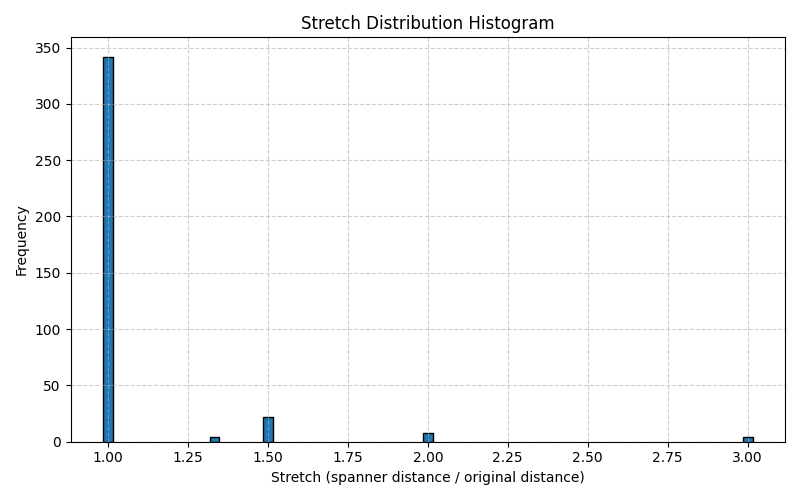 Stretch Distribution Histogram
Frequency
350
300
250
200
150
100
50
0
1.00 1.25 1.50 1.75 2.00 2.25 2.50 2.75 3.00
Stretch (spanner distance / original distance)